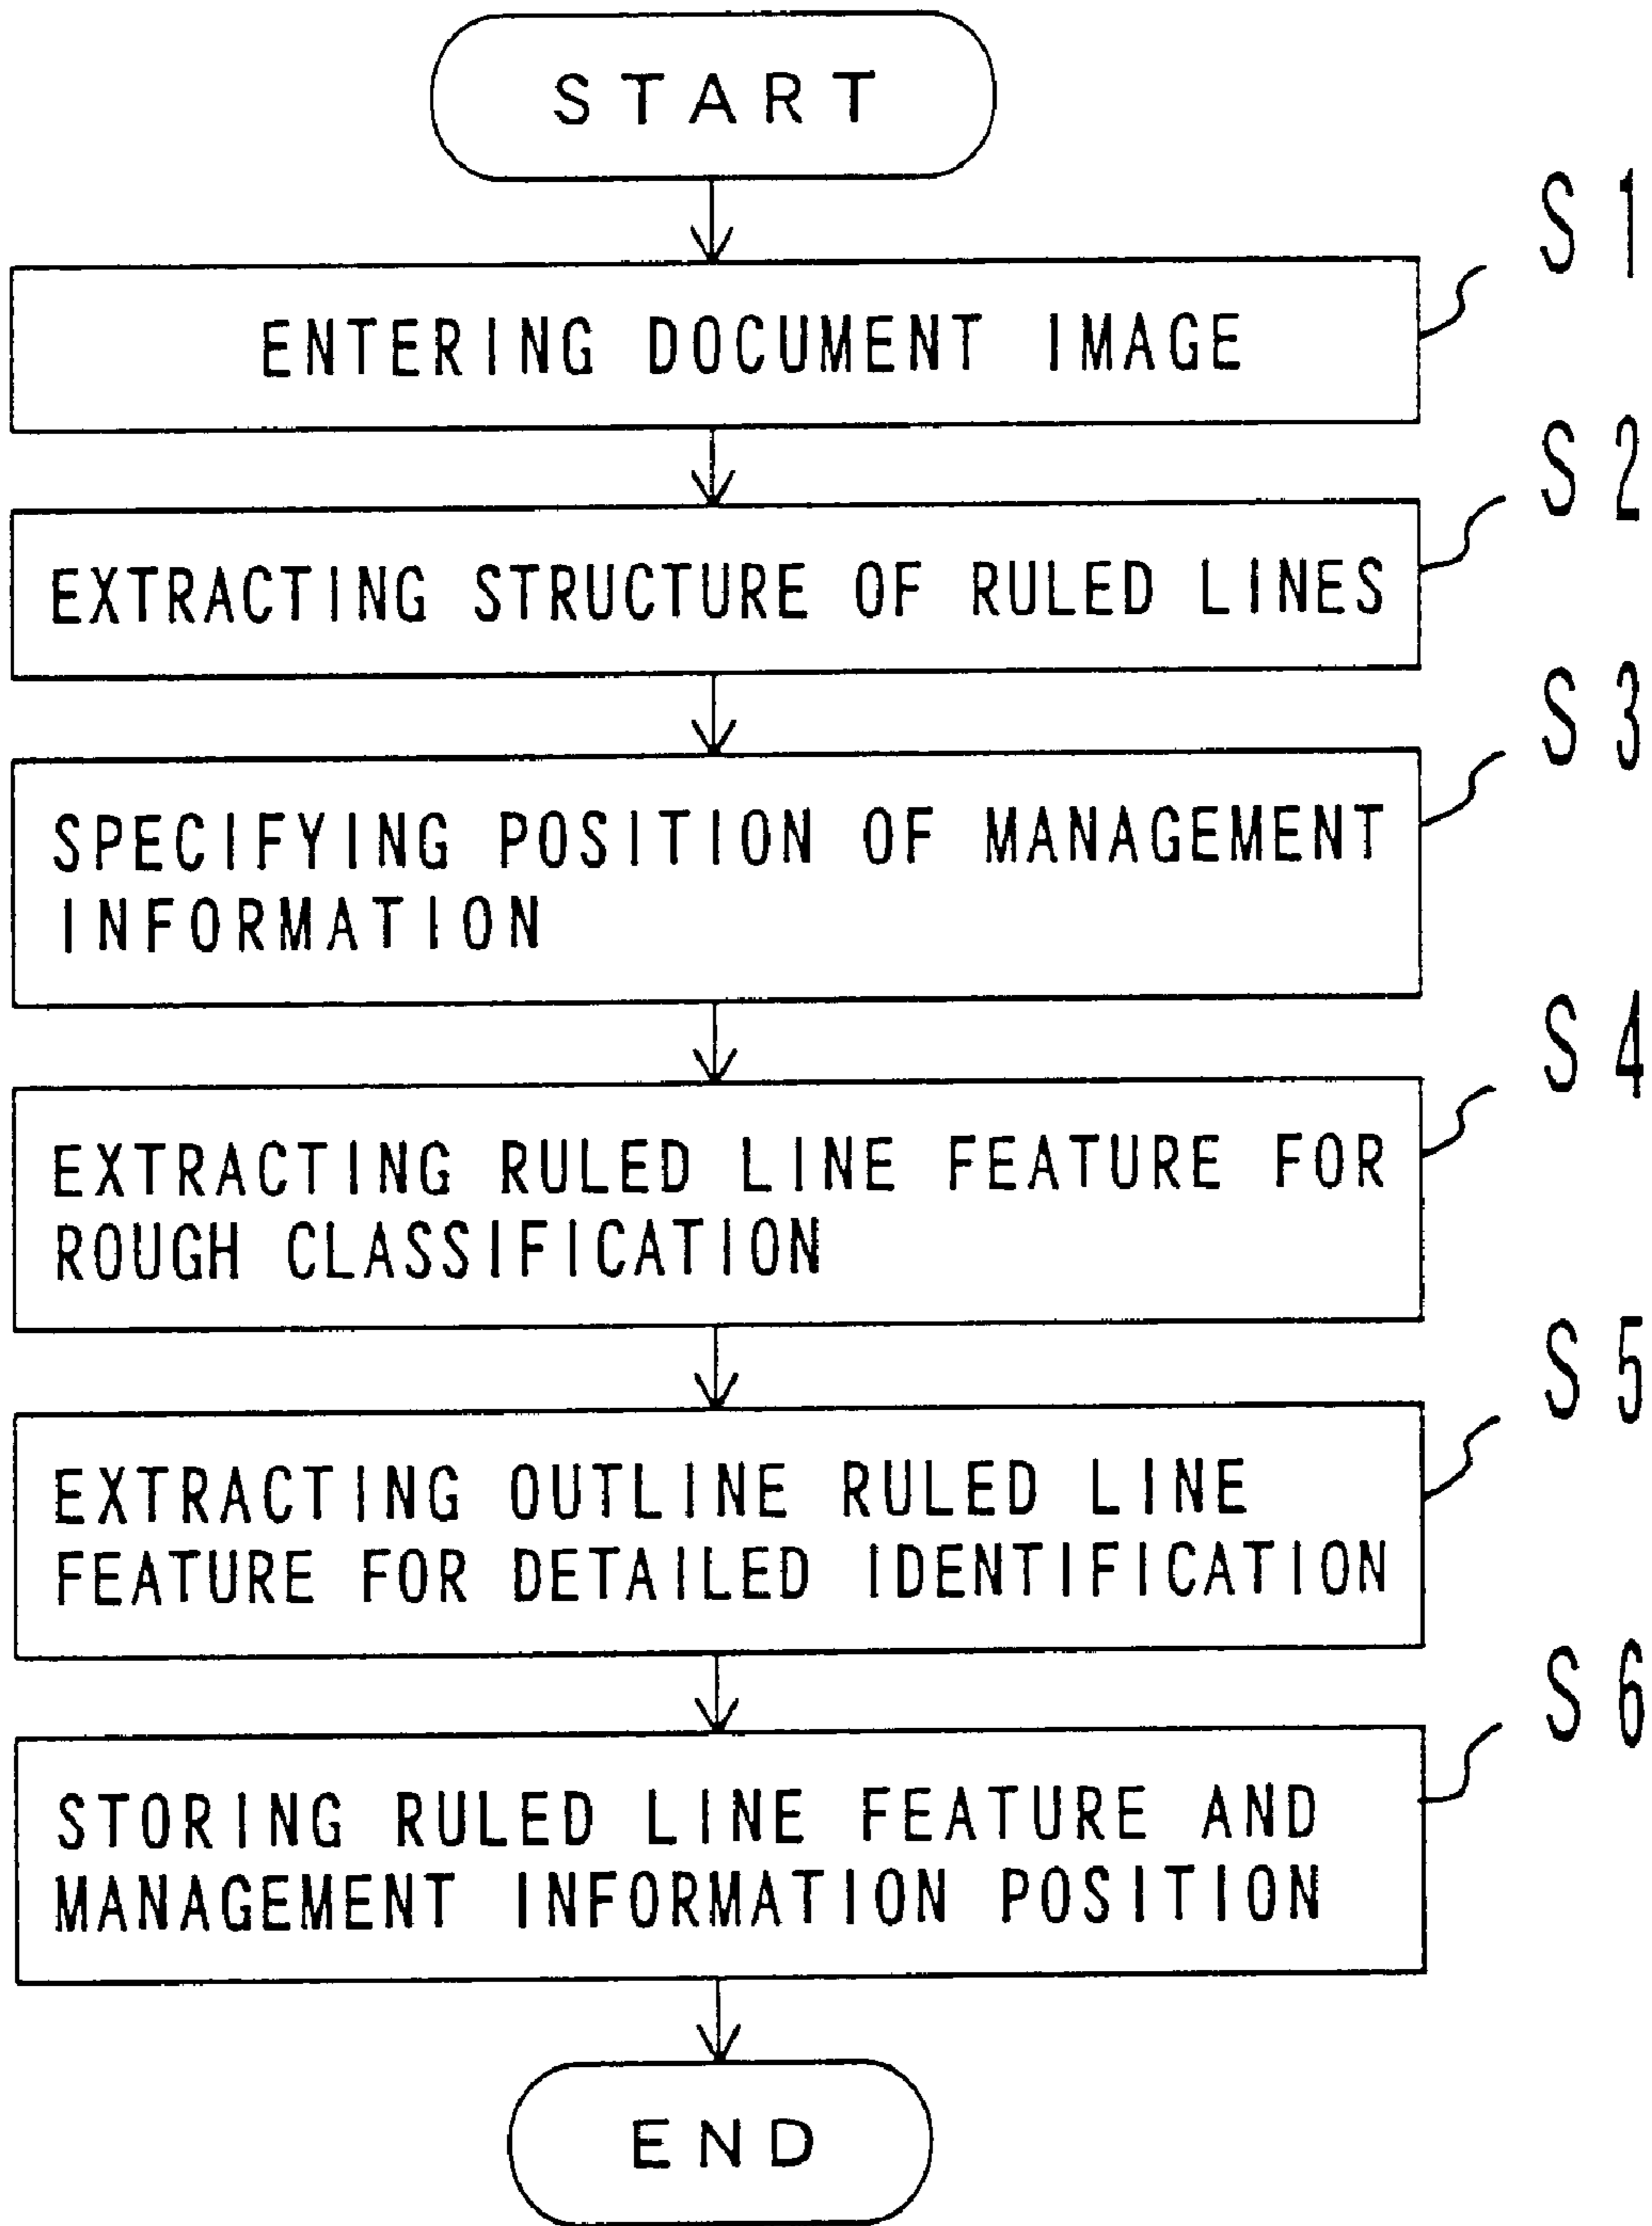 START
S1
ENTERING DOCUMENT IMAGE
S2
EXTRACTING STRUCTURE OF RULED LINES
S3
SPECIFYING POSITION OF MANAGEMENT
INFORMATION
S4
EXTRACTING RULED LINE FEATURE FOR
ROUGH CLASSIFICATION
S5
EXTRACTING OUTLINE RULED LINE
FEATURE FOR DETAILED IDENTIFICATION
S6
STORING RULED LINE FEATURE AND
MANAGEMENT INFORMATION POSITION
END